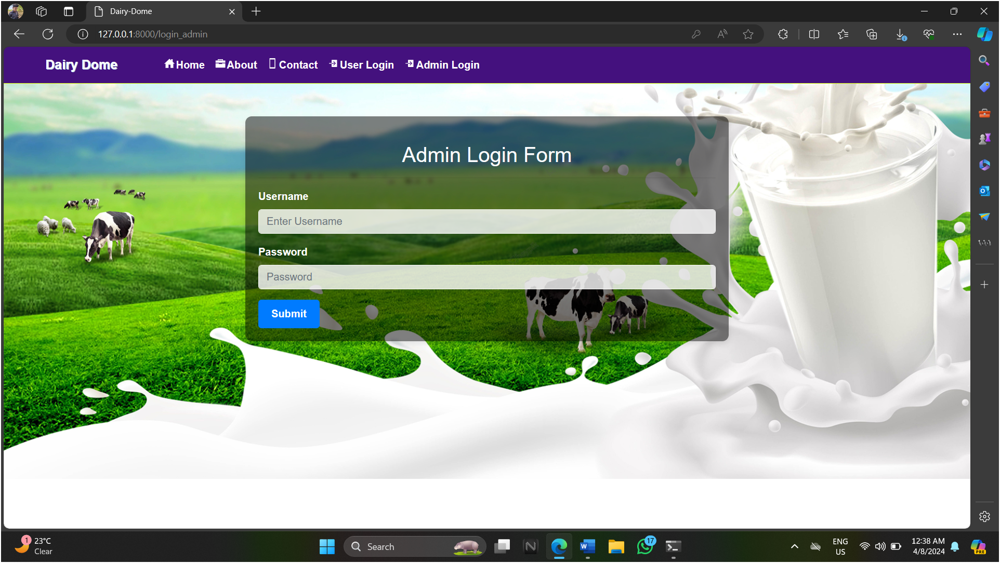 Dairy-Dome
127.0.0.1:8000/login_admin
Dairy Dome Home About Contact User Login Admin Login
Admin Login Form
Username
Enter Username
Password
Password
Submit
1 23°C
Clear
Search
17
ENG
US
12:38 AM
4/8/2024
PRE